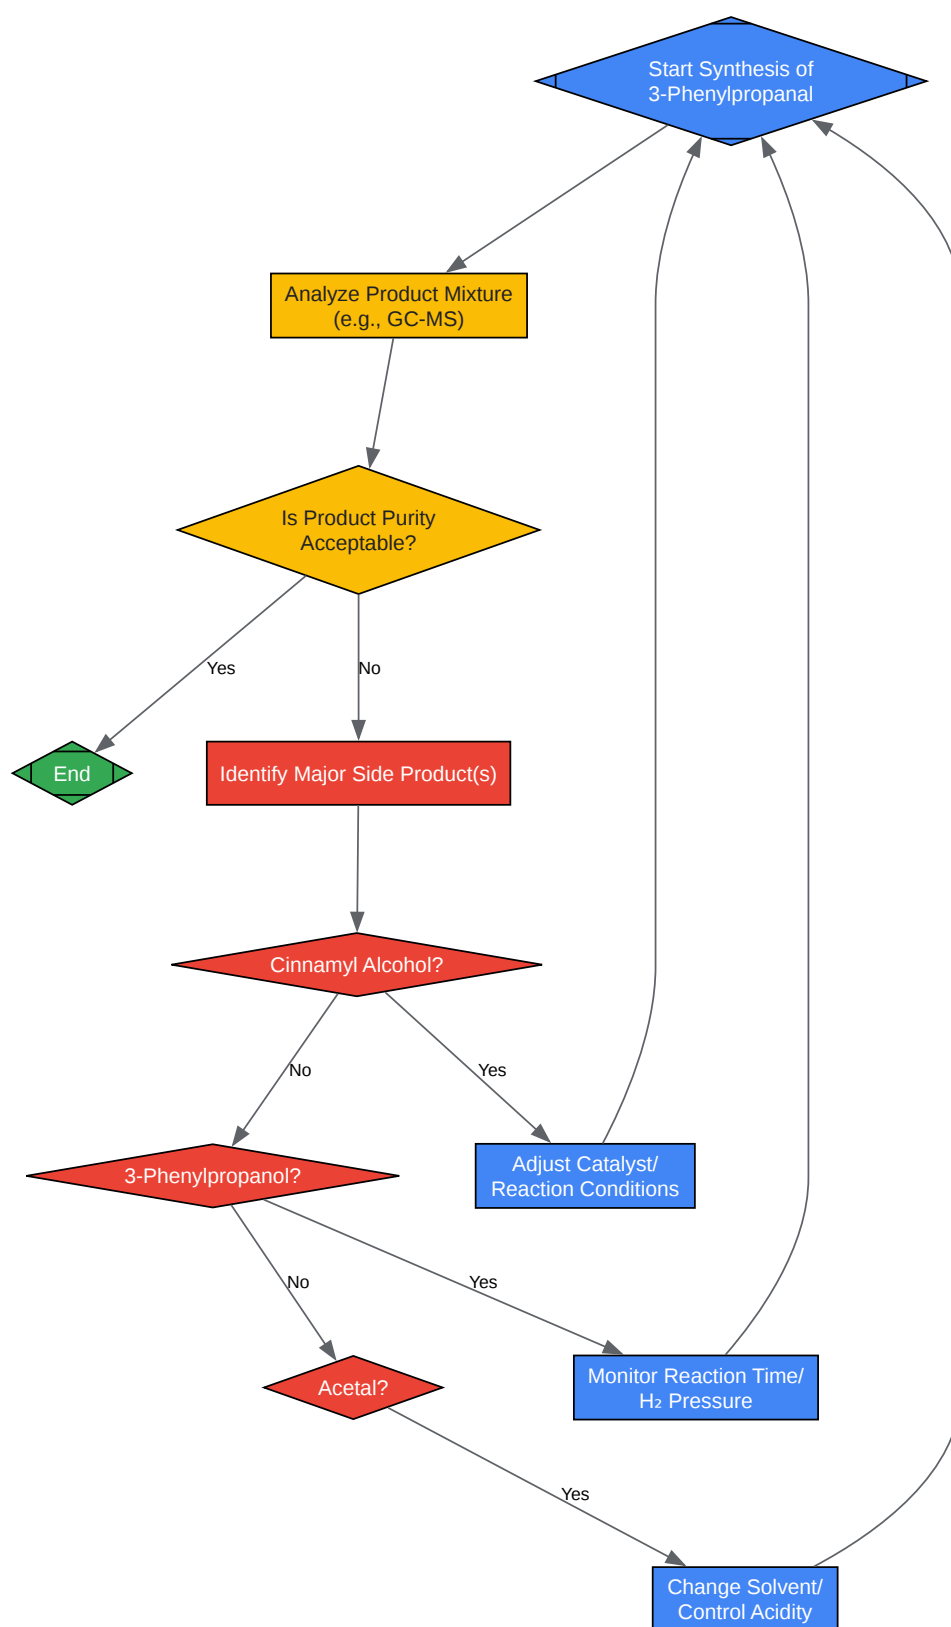 Start Synthesis of
3-Phenylpropanal
Analyze Product Mixture
(e.g., GC-MS)
Is Product Purity
Acceptable?
Yes
No
End
Identify Major Side Product(s)
Cinnamyl Alcohol?
No
Yes
3-Phenylpropanol?
Adjust Catalyst/
Reaction Conditions
No
Yes
Acetal?
Monitor Reaction Time/
H₂ Pressure
Yes
Change Solvent/
Control Acidity